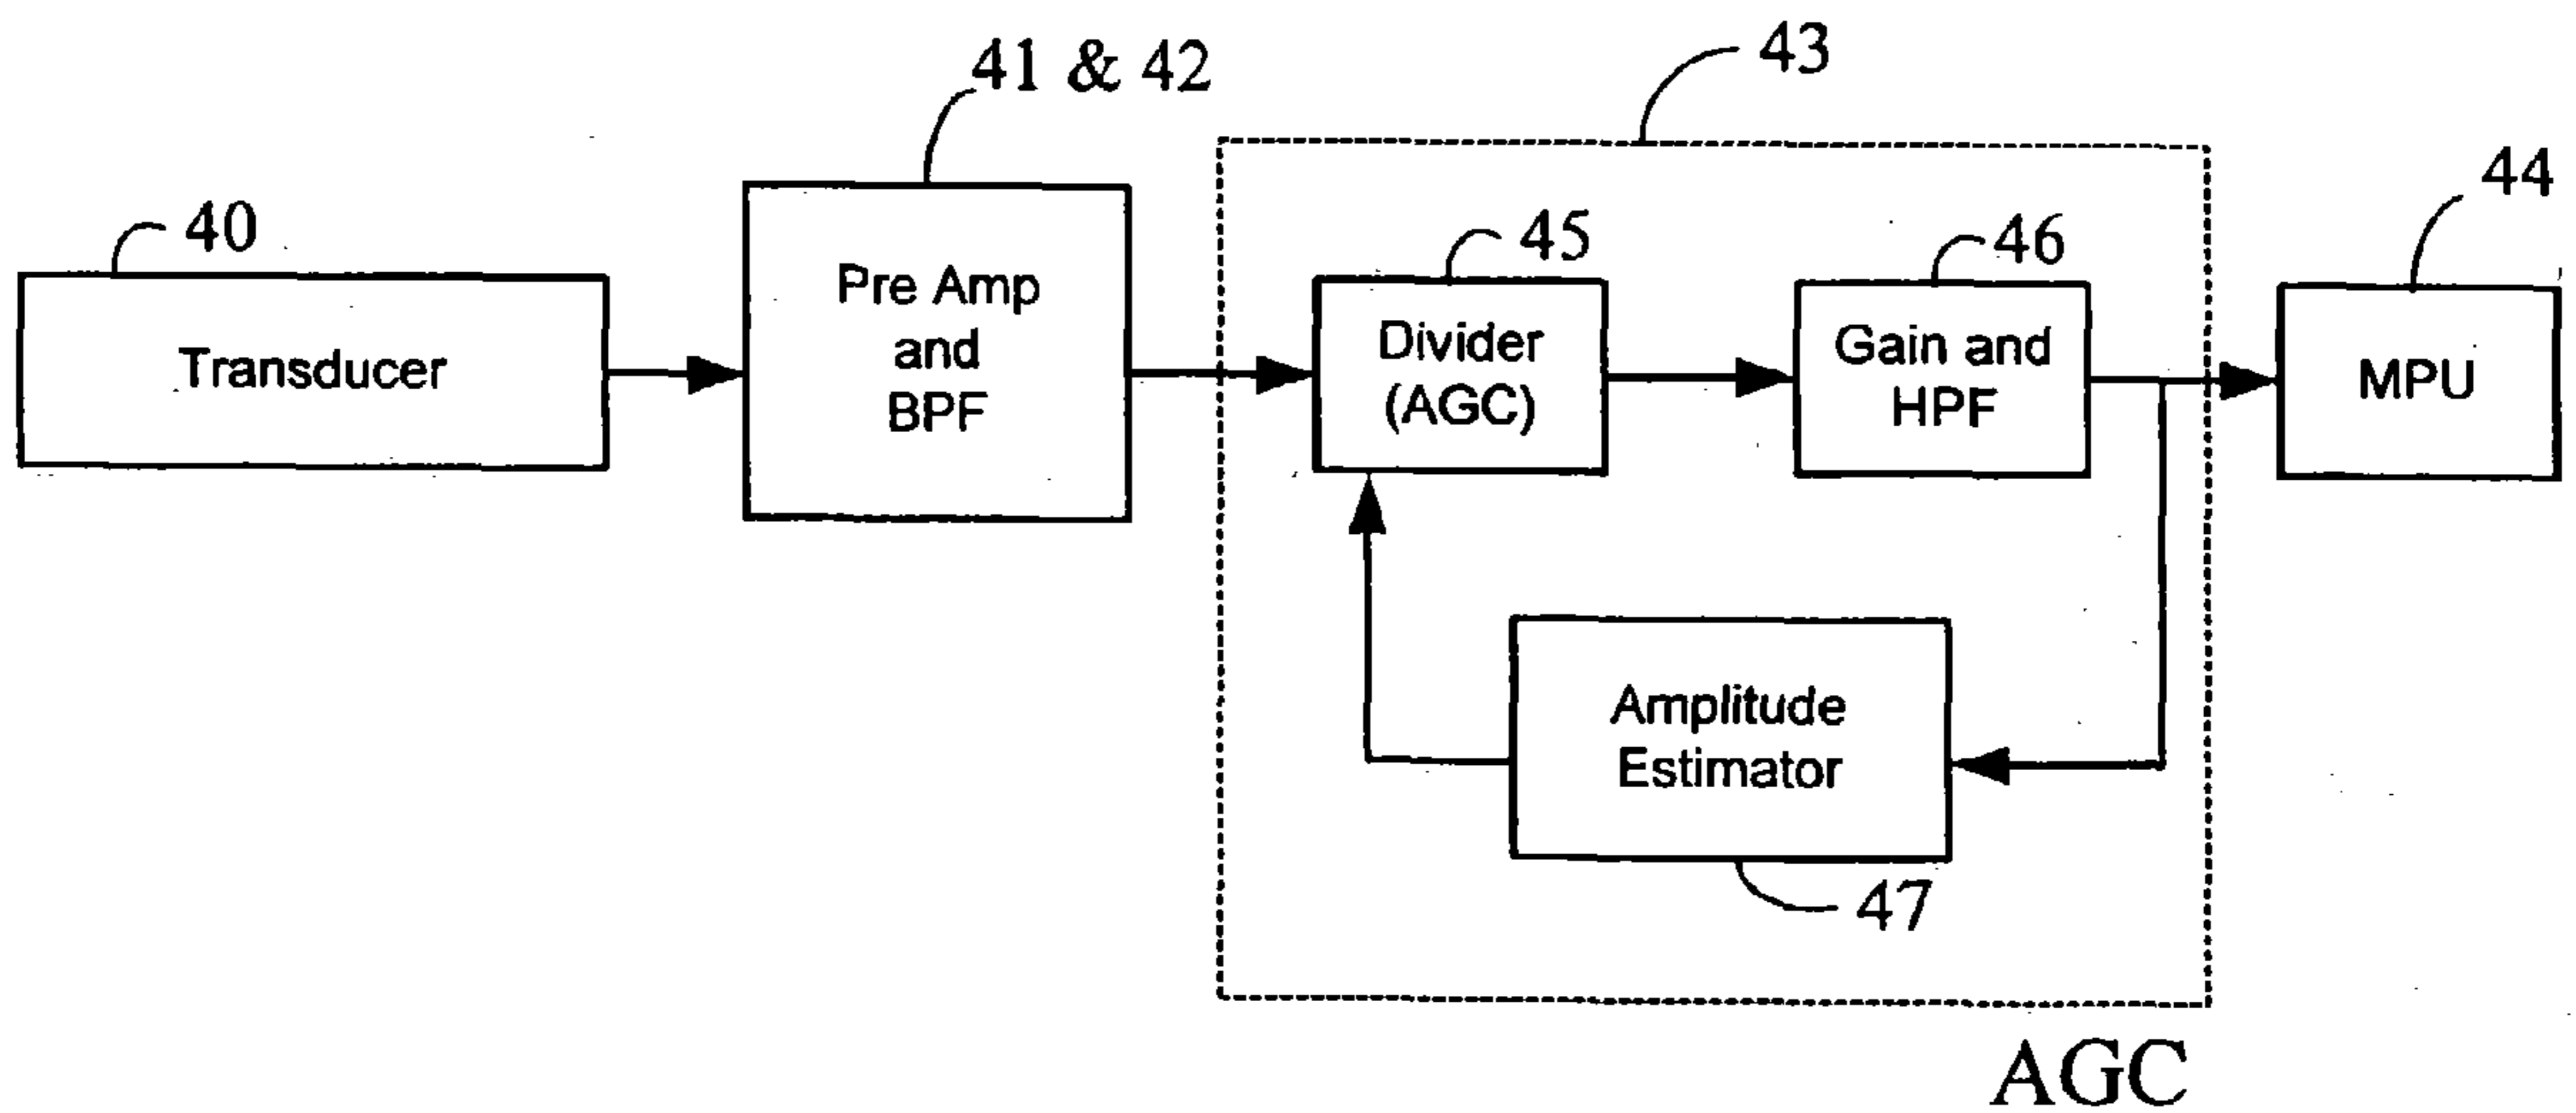 41 & 42
43
44
40
45
46
Transducer
Pre Amp
and
BPF
Divider
(AGC)
Gain and
HPF
MPU
Amplitude
Estimator
47
AGC